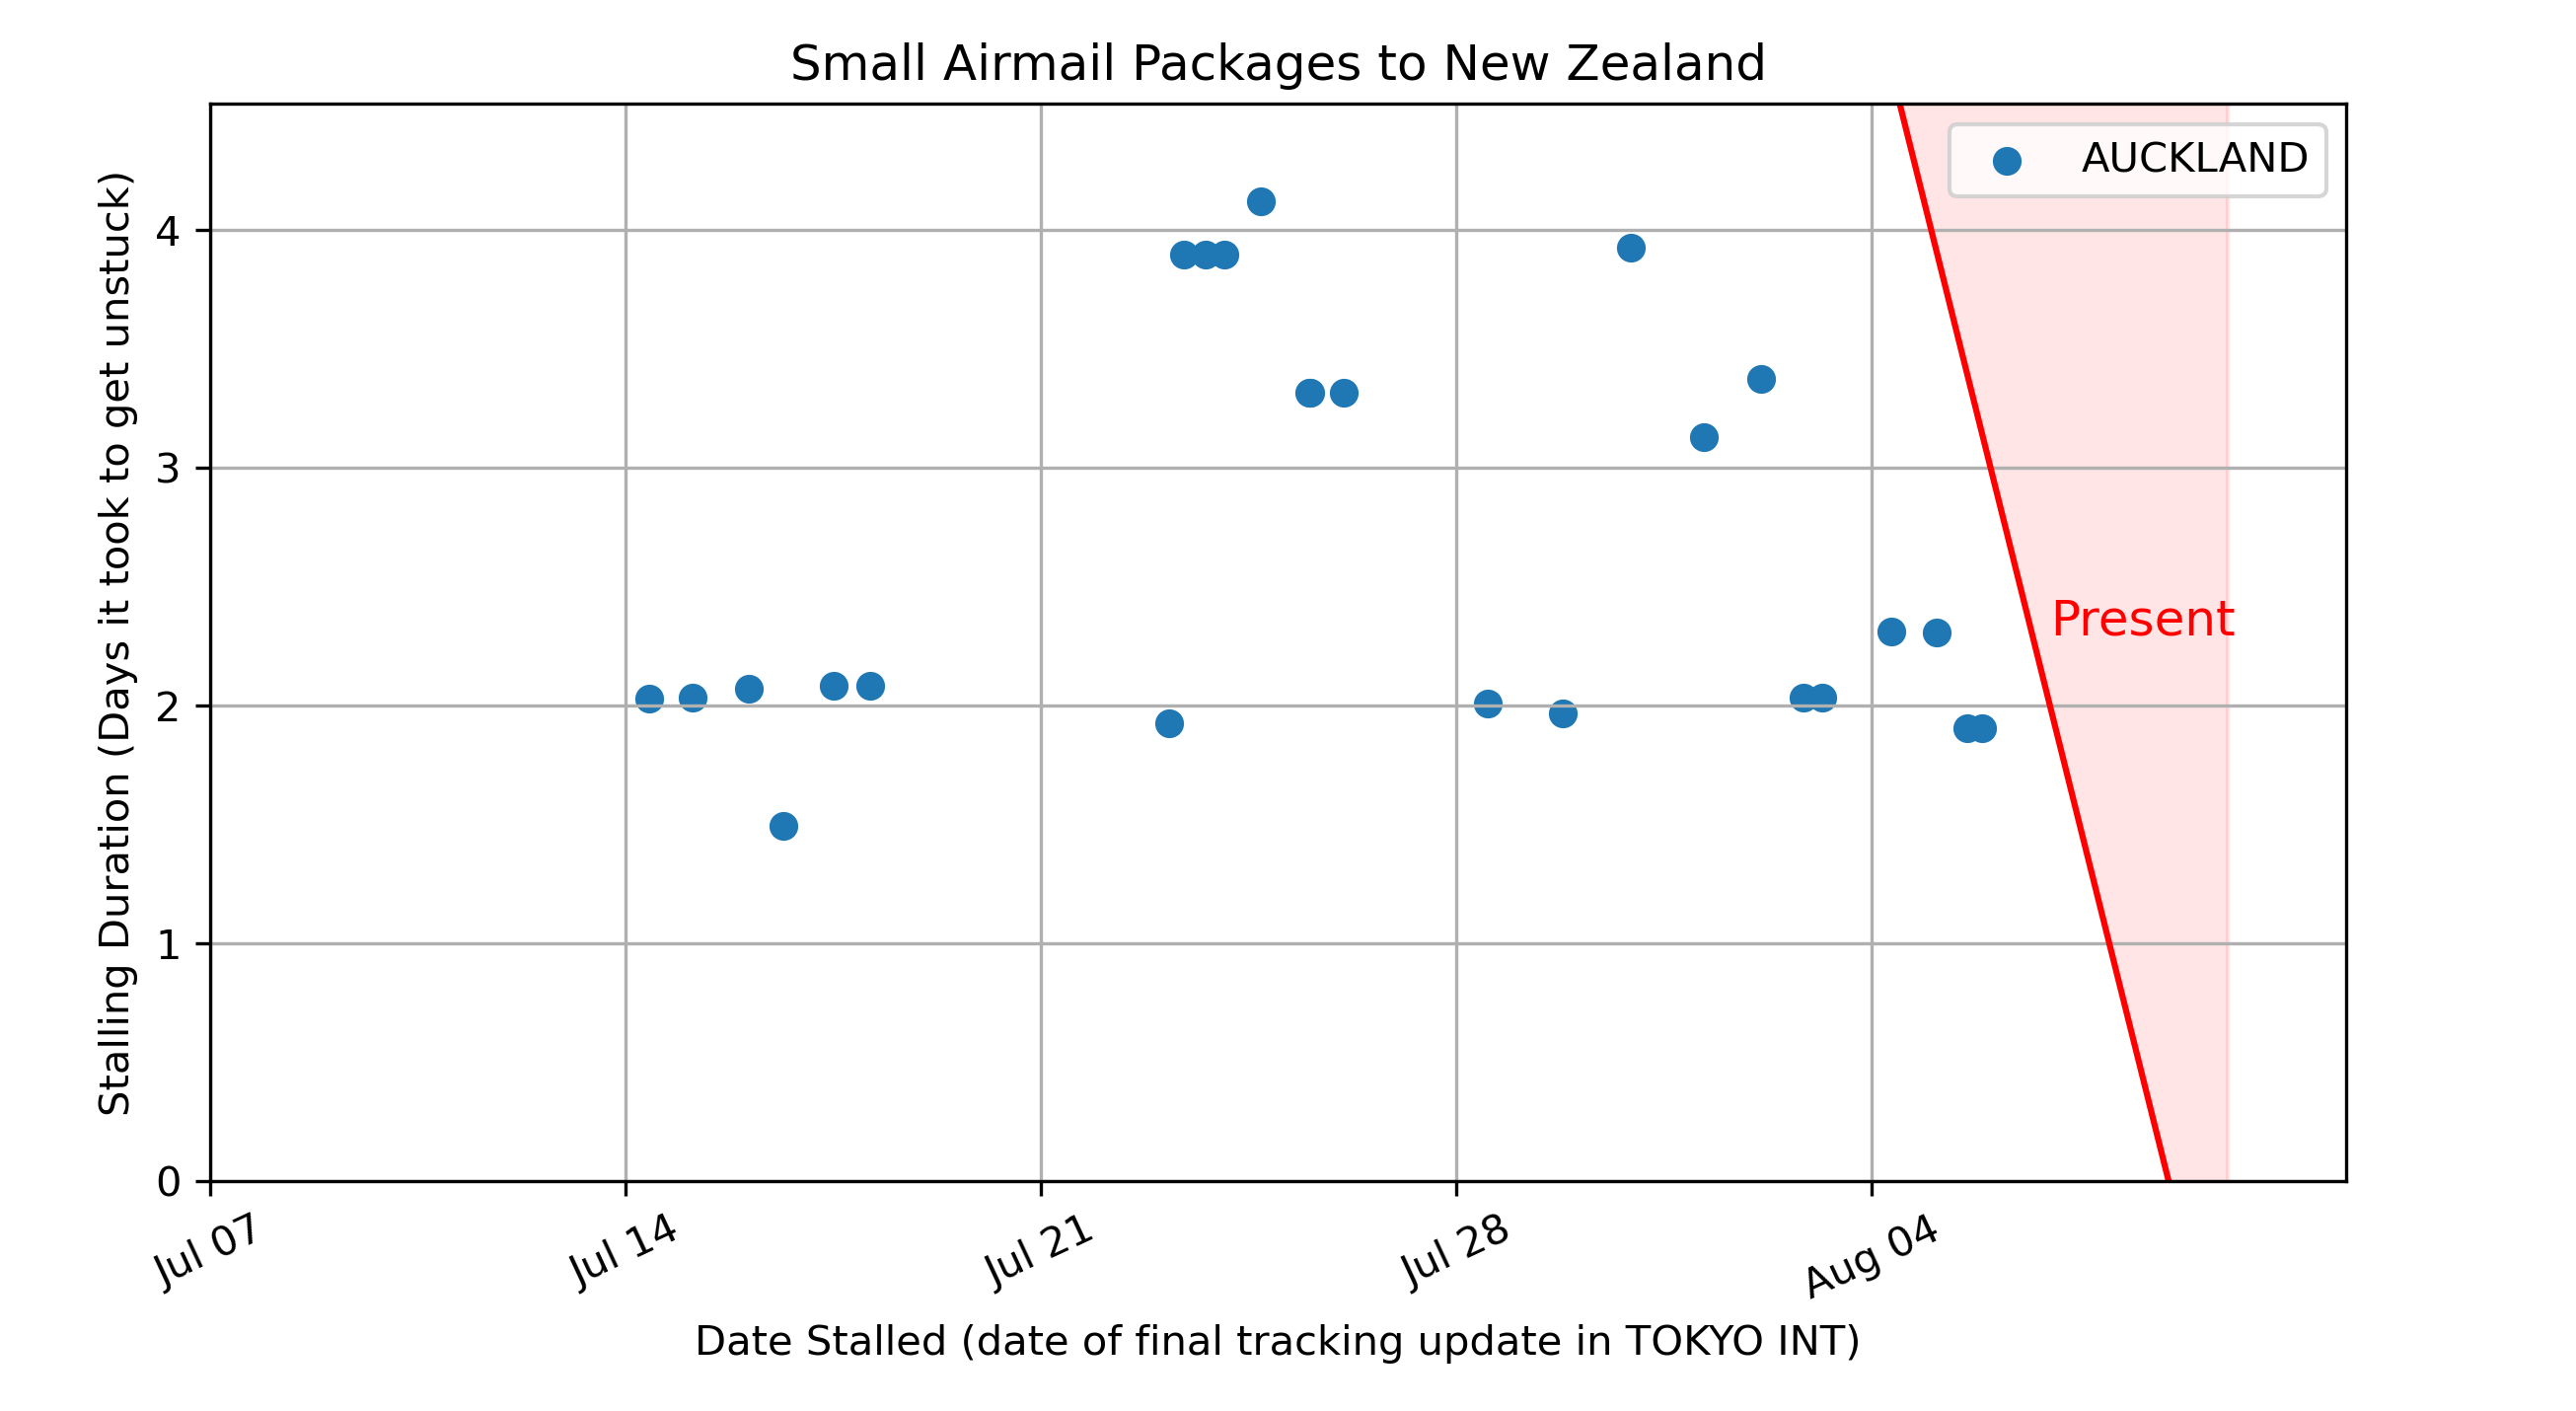 Small Airmail Packages to New Zealand
AUCKLAND
Stalling Duration (Days it took to get unstuck)
4
3
2
1
0
Present
Jul 07
Jul 14
Jul 21
Jul 28
Aug 04
Date Stalled (date of final tracking update in TOKYO INT)